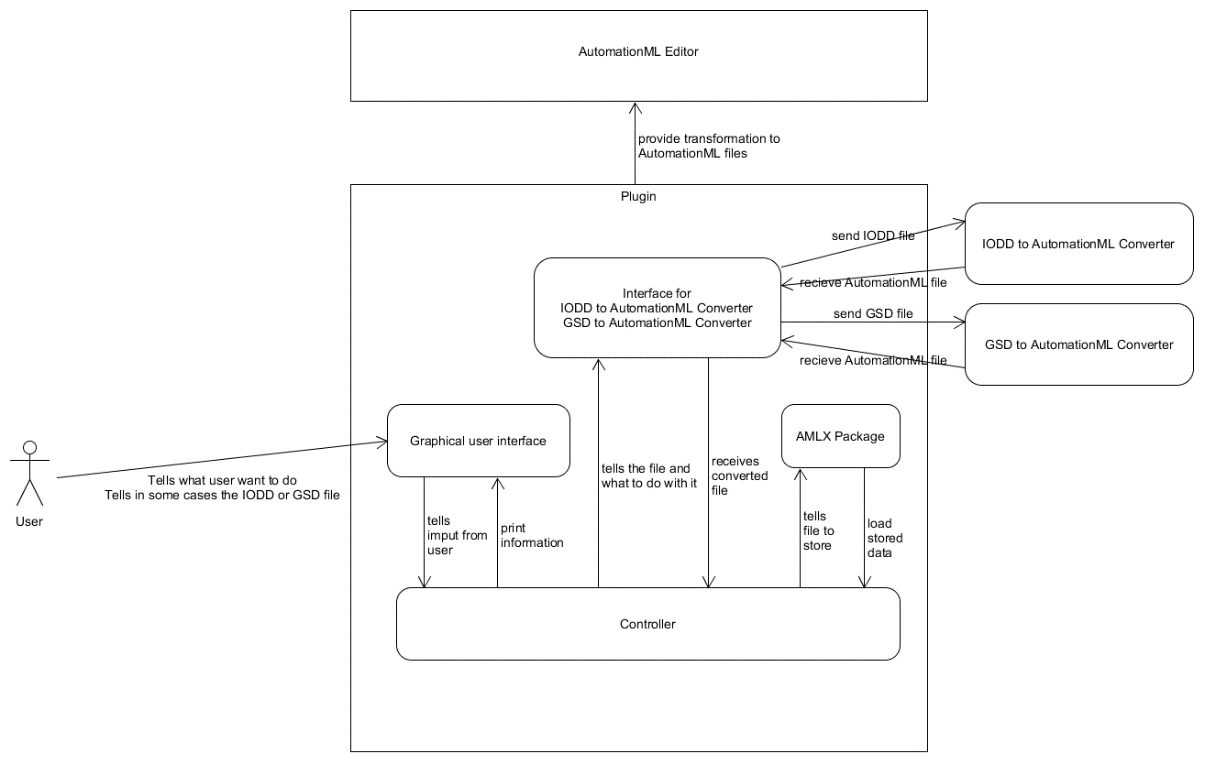 AutomationML Editor
provide transformation to
AutomationML files
Plugin
send IODD file
IODD to AutomationML Converter
recieve AutomationML file
Interface for
IODD to AutomationML Converter
GSD to AutomationML Converter
send GSD file
GSD to AutomationML Converter
recieve AutomationML file
Graphical user interface
AMLX Package
Tells what user want to do
Tells in some cases the IODD or GSD file
User
tells the file and
what to do with it
receives
converted
file
tells
imput from
user
print
information
tells
file to
store
load
stored
data
Controller